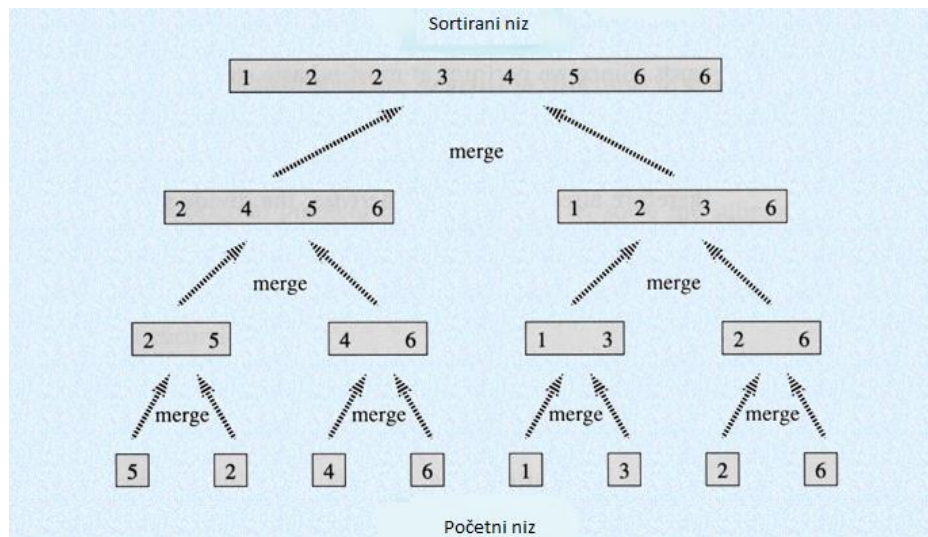 Sortirani niz
1 2 2 3 4 5 6 6
merge
2 4 5 6 1 2 3 6
merge merge
2 5 4 6 1 3 2 6
merge merge merge merge
5 2 4 6 1 3 2 6
Početni niz